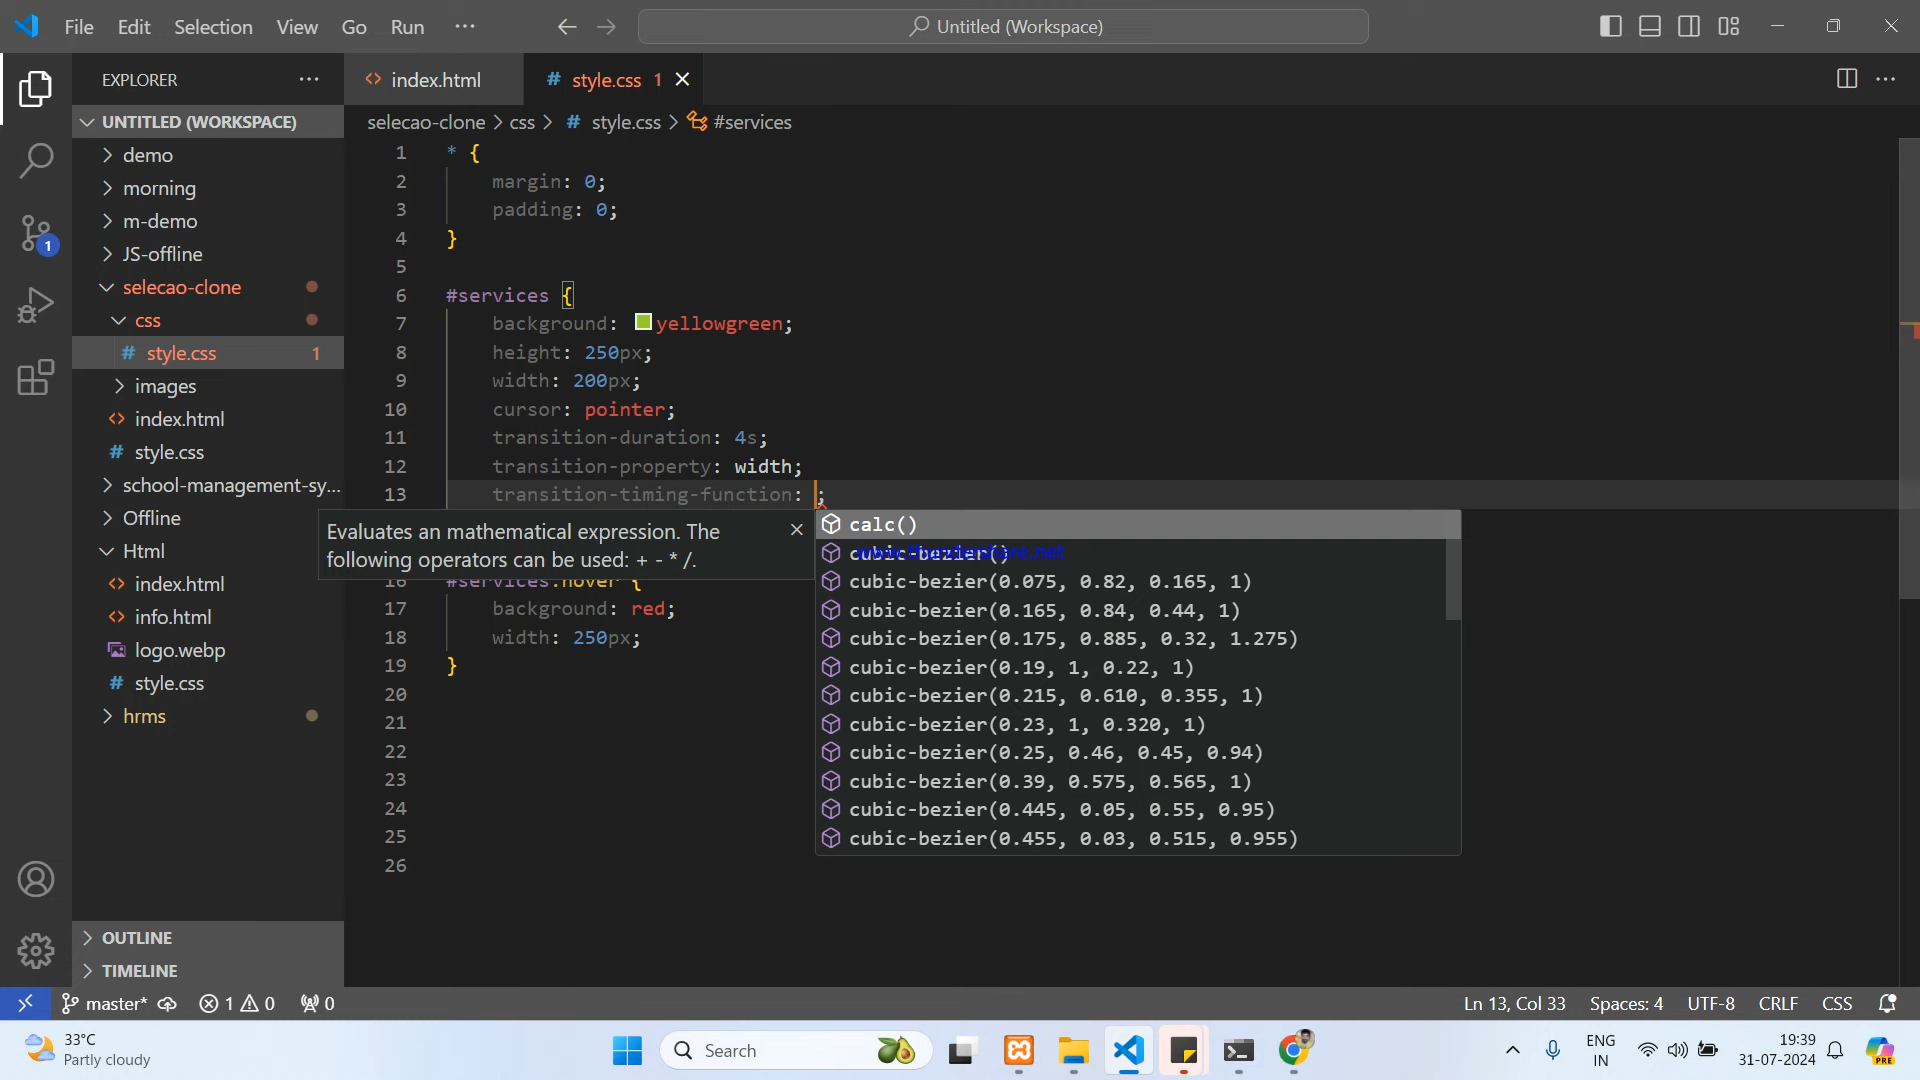 File Edit Selection View Go Run ···
Untitled (Workspace)
EXPLORER ···
index.html
# style.css 1
UNTITLED (WORKSPACE)
demo
morning
m-demo
JS-offline
selecao-clone
css
# style.css 1
images
index.html
# style.css
school-management-sy...
Offline
Html
index.html
info.html
logo.webp
# style.css
hrms
OUTLINE
TIMELINE
selecao-clone > css > # style.css > #services
1 * {
2 margin: 0;
3 padding: 0;
4 }
5
6 #services {
7 background: yellowgreen;
8 height: 250px;
9 width: 200px;
10 cursor: pointer;
11 transition-duration: 4s;
12 transition-property: width;
13 transition-timing-function: ;
Evaluates an mathematical expression. The
following operators can be used: + - * /.
calc()
cubic-bezier()
www.thundershare.net
cubic-bezier(0.075, 0.82, 0.165, 1)
cubic-bezier(0.165, 0.84, 0.44, 1)
cubic-bezier(0.175, 0.885, 0.32, 1.275)
cubic-bezier(0.19, 1, 0.22, 1)
cubic-bezier(0.215, 0.610, 0.355, 1)
cubic-bezier(0.23, 1, 0.320, 1)
cubic-bezier(0.25, 0.46, 0.45, 0.94)
cubic-bezier(0.39, 0.575, 0.565, 1)
cubic-bezier(0.445, 0.05, 0.55, 0.95)
cubic-bezier(0.455, 0.03, 0.515, 0.955)
16 #services:hover {
17 background: red;
18 width: 250px;
19 }
20
21
22
23
24
25
26
1
master* 1 0 0
Ln 13, Col 33 Spaces: 4 UTF-8 CRLF CSS
33°C
Partly cloudy
Search
ENG
IN
19:39
31-07-2024
PRE